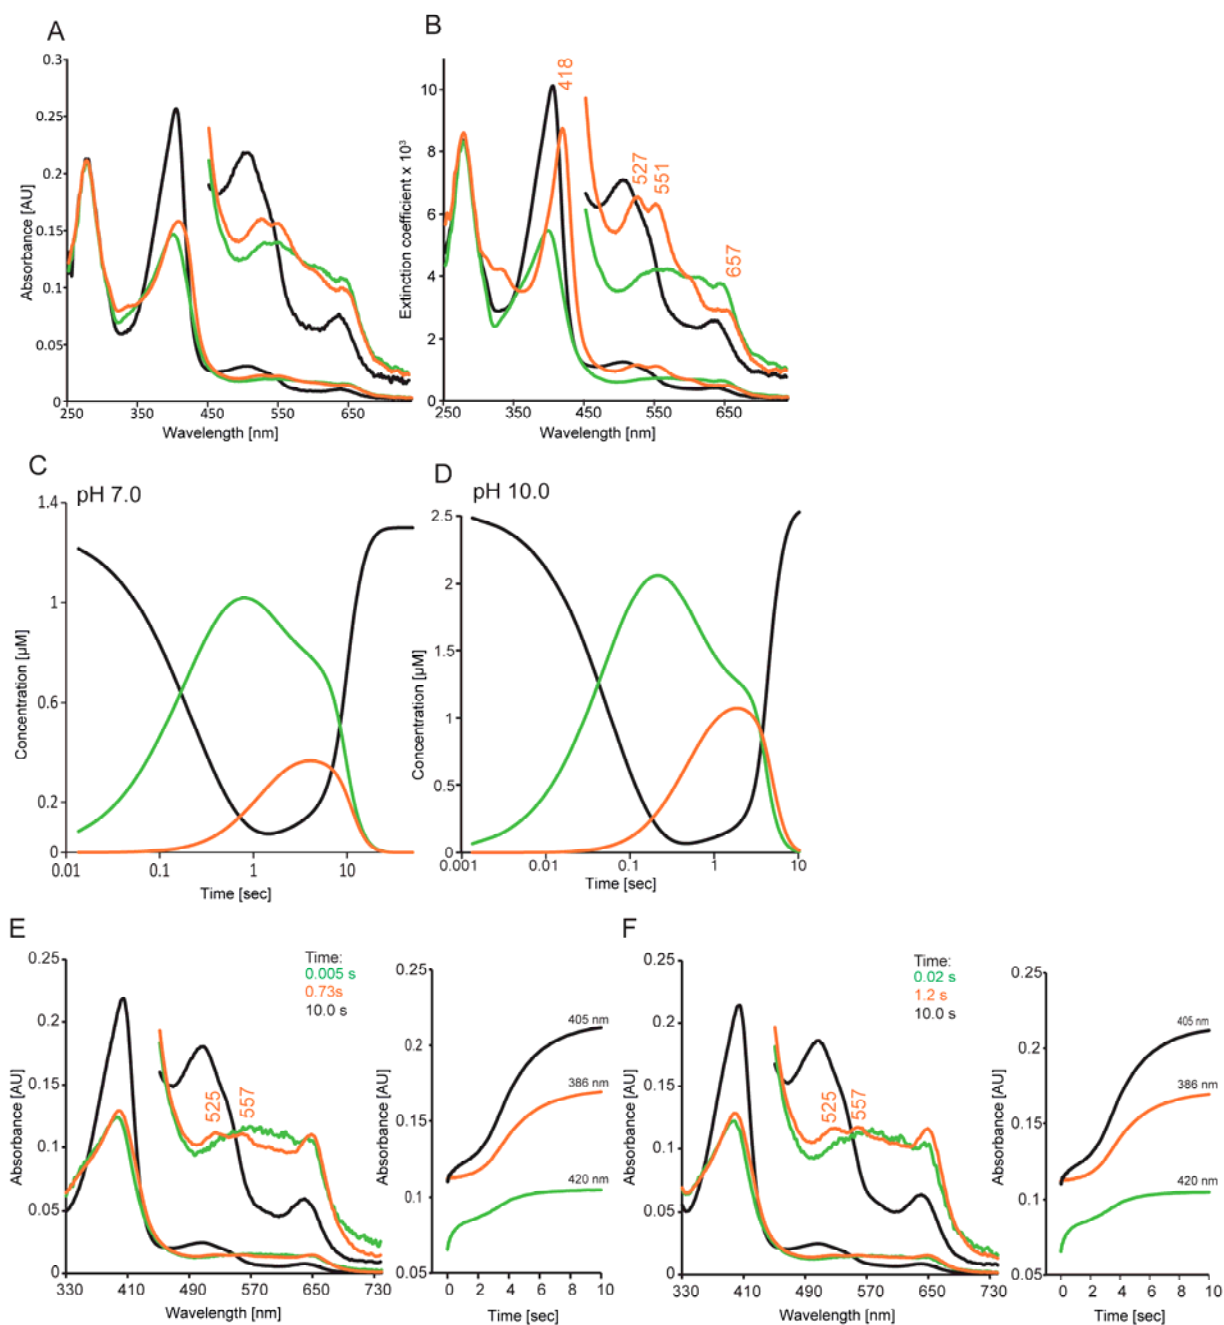 A
0.3
0.25
0.2
0.15
0.1
0.05
0
250
350
450
550
650
Absorbance [AU]
Wavelength [nm]
B
10
8
6
4
2
0
250
350
450
550
650
Extinction coefficient x 10³
Wavelength [nm]
418
527
551
657
C
pH 7.0
1.4
1
0.6
0.2
0
0.01
0.1
1
10
Concentration [µM]
Time [sec]
D
pH 10.0
2.5
2
1.5
1
0.5
0
0.001
0.01
0.1
1
10
Concentration [µM]
Time [sec]
E
Time:
0.005 s
0.73s
10.0 s
0.25
0.2
0.15
0.1
0.05
0
330
410
490
570
650
730
Absorbance [AU]
Wavelength [nm]
525
557
0.25
0.2
0.15
0.1
0.05
0
2
4
6
8
10
Absorbance [AU]
Time [sec]
405 nm
386 nm
420 nm
F
Time:
0.02 s
1.2 s
10.0 s
0.25
0.2
0.15
0.1
0.05
0
330
410
490
570
650
730
Absorbance [AU]
Wavelength [nm]
525
557
0.25
0.2
0.15
0.1
0.05
0
2
4
6
8
10
Absorbance [AU]
Time [sec]
405 nm
386 nm
420 nm